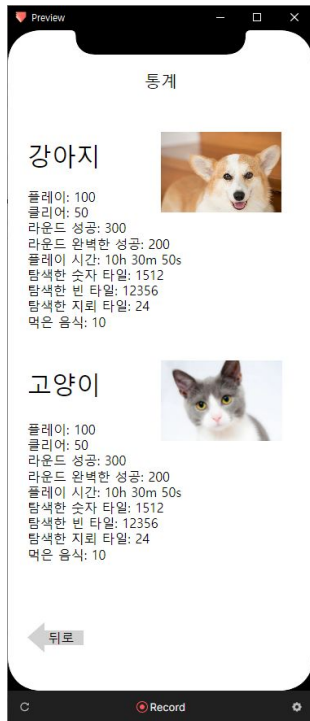 Preview
통계
강아지
플레이: 100
클리어: 50
라운드 성공: 300
라운드 완벽한 성공: 200
플레이 시간: 10h 30m 50s
탐색한 숫자 타일: 1512
탐색한 빈 타일: 12356
탐색한 지뢰 타일: 24
먹은 음식: 10
고양이
플레이: 100
클리어: 50
라운드 성공: 300
라운드 완벽한 성공: 200
플레이 시간: 10h 30m 50s
탐색한 숫자 타일: 1512
탐색한 빈 타일: 12356
탐색한 지뢰 타일: 24
먹은 음식: 10
뒤로
Record